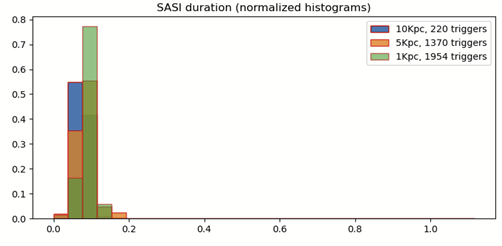 SASI duration (normalized histograms)
0.8
0.7
0.6
0.5
0.4
0.3
0.2
0.1
0.0
10Kpc, 220 triggers
5Kpc, 1370 triggers
1Kpc, 1954 triggers
0.0 0.2 0.4 0.6 0.8 1.0